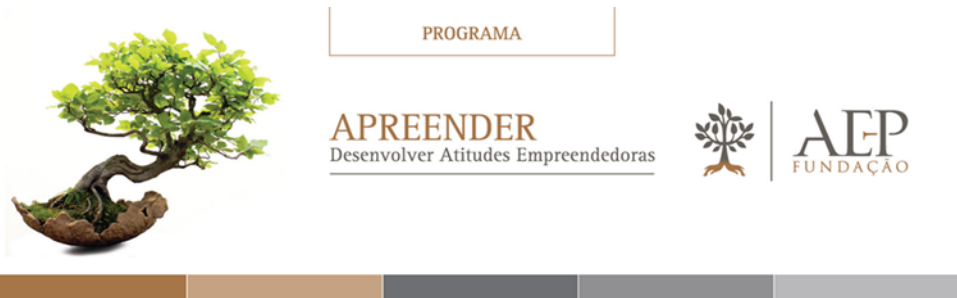 PROGRAMA
APREENDER
Desenvolver Atitudes Empreendedoras
AEP
FUNDAÇÃO